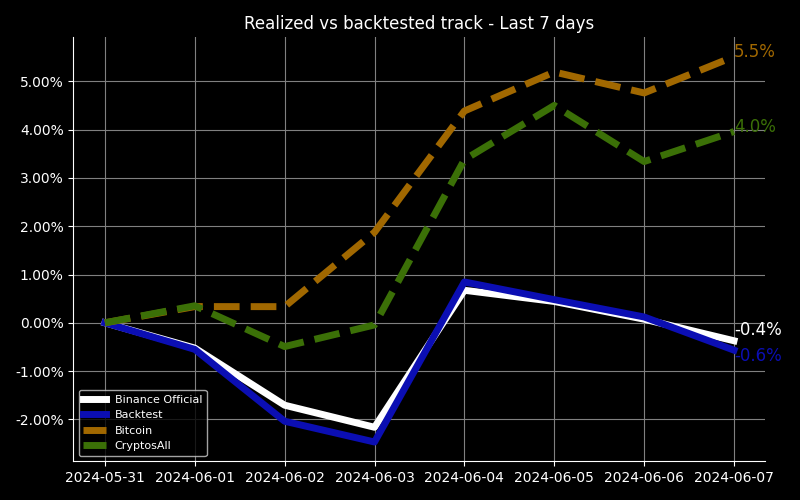 Realized vs backtested track - Last 7 days
5.5%
5.00%
4.00%
4.0%
3.00%
2.00%
1.00%
0.00%
-0.4%
-0.6%
-1.00%
-2.00%
Binance Official
Backtest
Bitcoin
CryptosAll
2024-05-31 2024-06-01 2024-06-02 2024-06-03 2024-06-04 2024-06-05 2024-06-06 2024-06-07